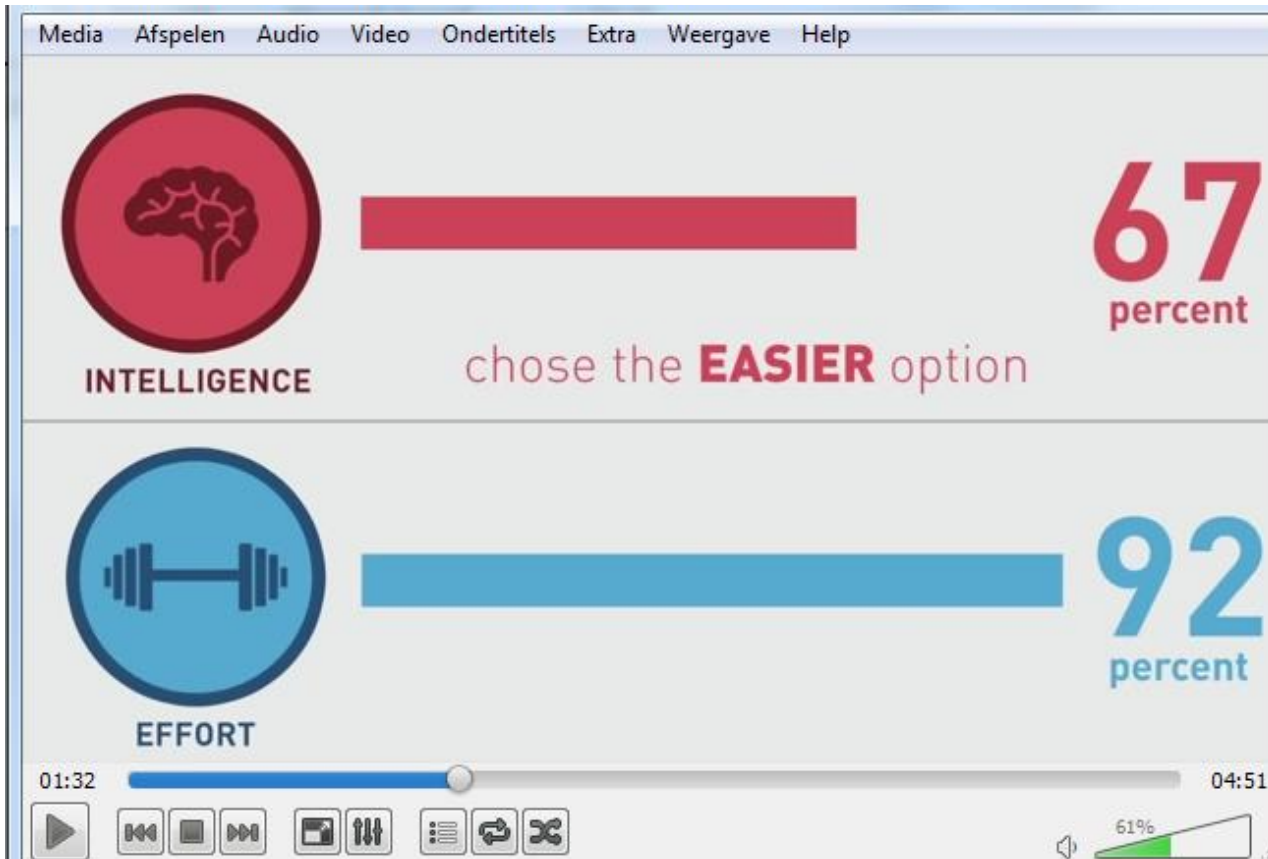 Media Afspelen Audio Video Ondertitels Extra Weergave Help
67
percent
chose the EASIER option
INTELLIGENCE
92
percent
EFFORT
01:32 04:51
61%